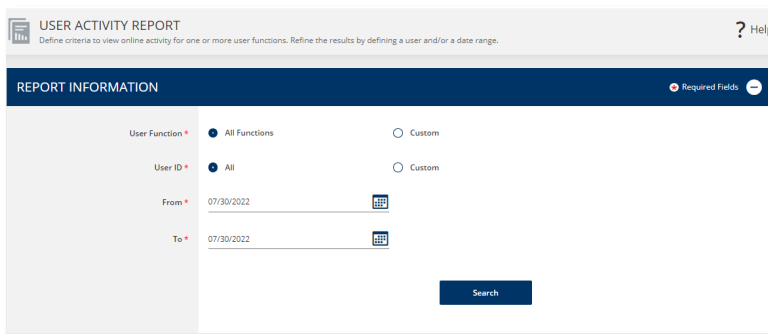 USER ACTIVITY REPORT
Define criteria to view online activity for one or more user functions. Refine the results by defining a user and/or a date range.
? Help
REPORT INFORMATION
* Required Fields
User Function * All Functions Custom
User ID * All Custom
From * 07/30/2022
To * 07/30/2022
Search